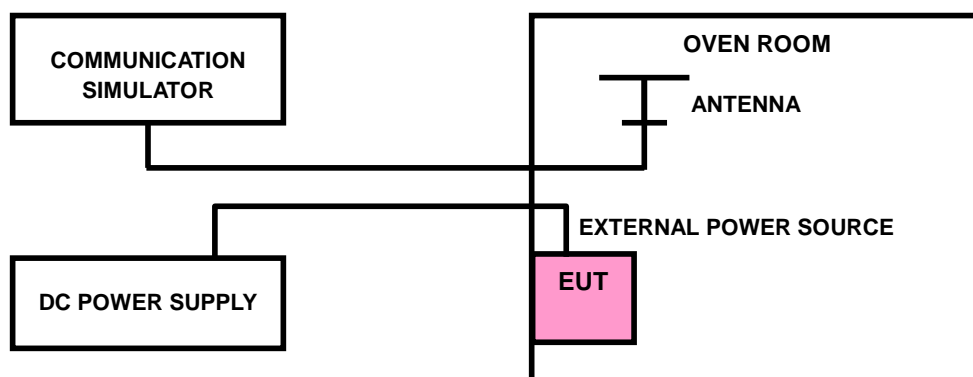 COMMUNICATION
SIMULATOR
OVEN ROOM
ANTENNA
EXTERNAL POWER SOURCE
DC POWER SUPPLY
EUT